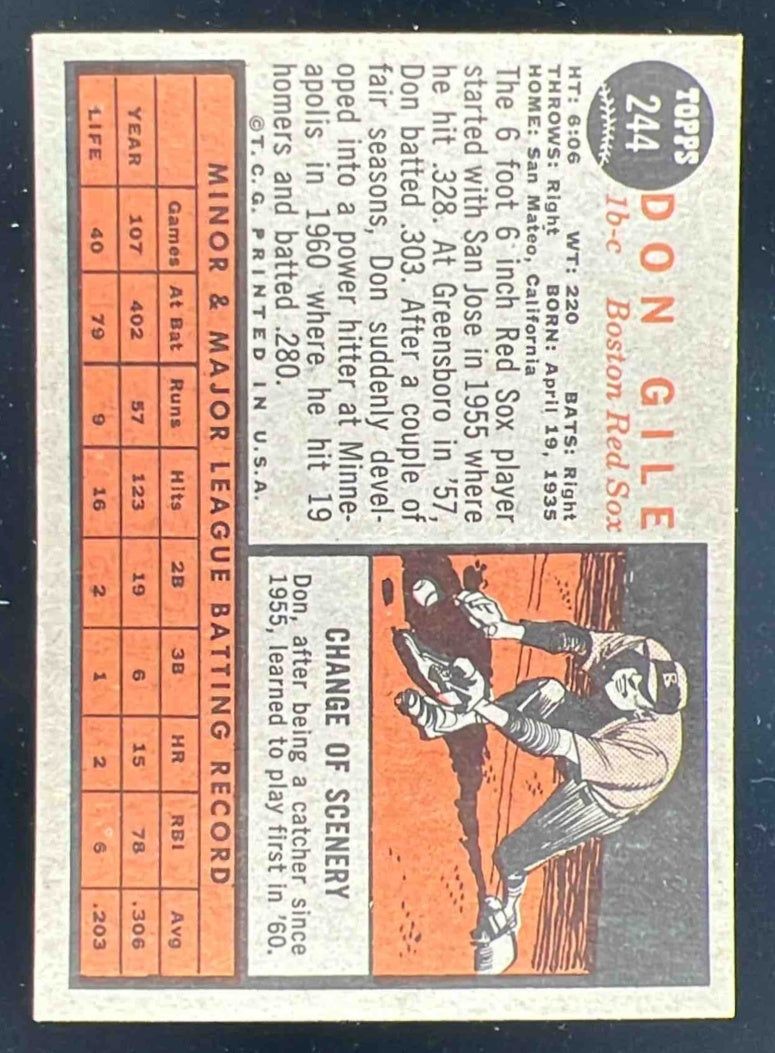 TOPPS
244
DON GILE
1b-c Boston Red Sox
HT: 6:06 WT: 220 BATS: Right
THROWS: Right BORN: April 19, 1935
HOME: San Mateo, California
The 6 foot 6 inch Red Sox player
started with San Jose in 1955 where
he hit .328. At Greensboro in '57,
Don batted .303. After a couple of
fair seasons, Don suddenly devel-
oped into a power hitter at Minne-
apolis in 1960 where he hit 19
homers and batted .280.
©T.C.G. PRINTED IN U.S.A.
B
CHANGE OF SCENERY
Don, after being a catcher since
1955, learned to play first in '60.
MINOR & MAJOR LEAGUE BATTING RECORD
Games At Bat Runs Hits 2B 3B HR RBI Avg
YEAR 107 402 57 123 19 6 15 78 .306
LIFE 40 79 9 16 2 1 2 6 .203